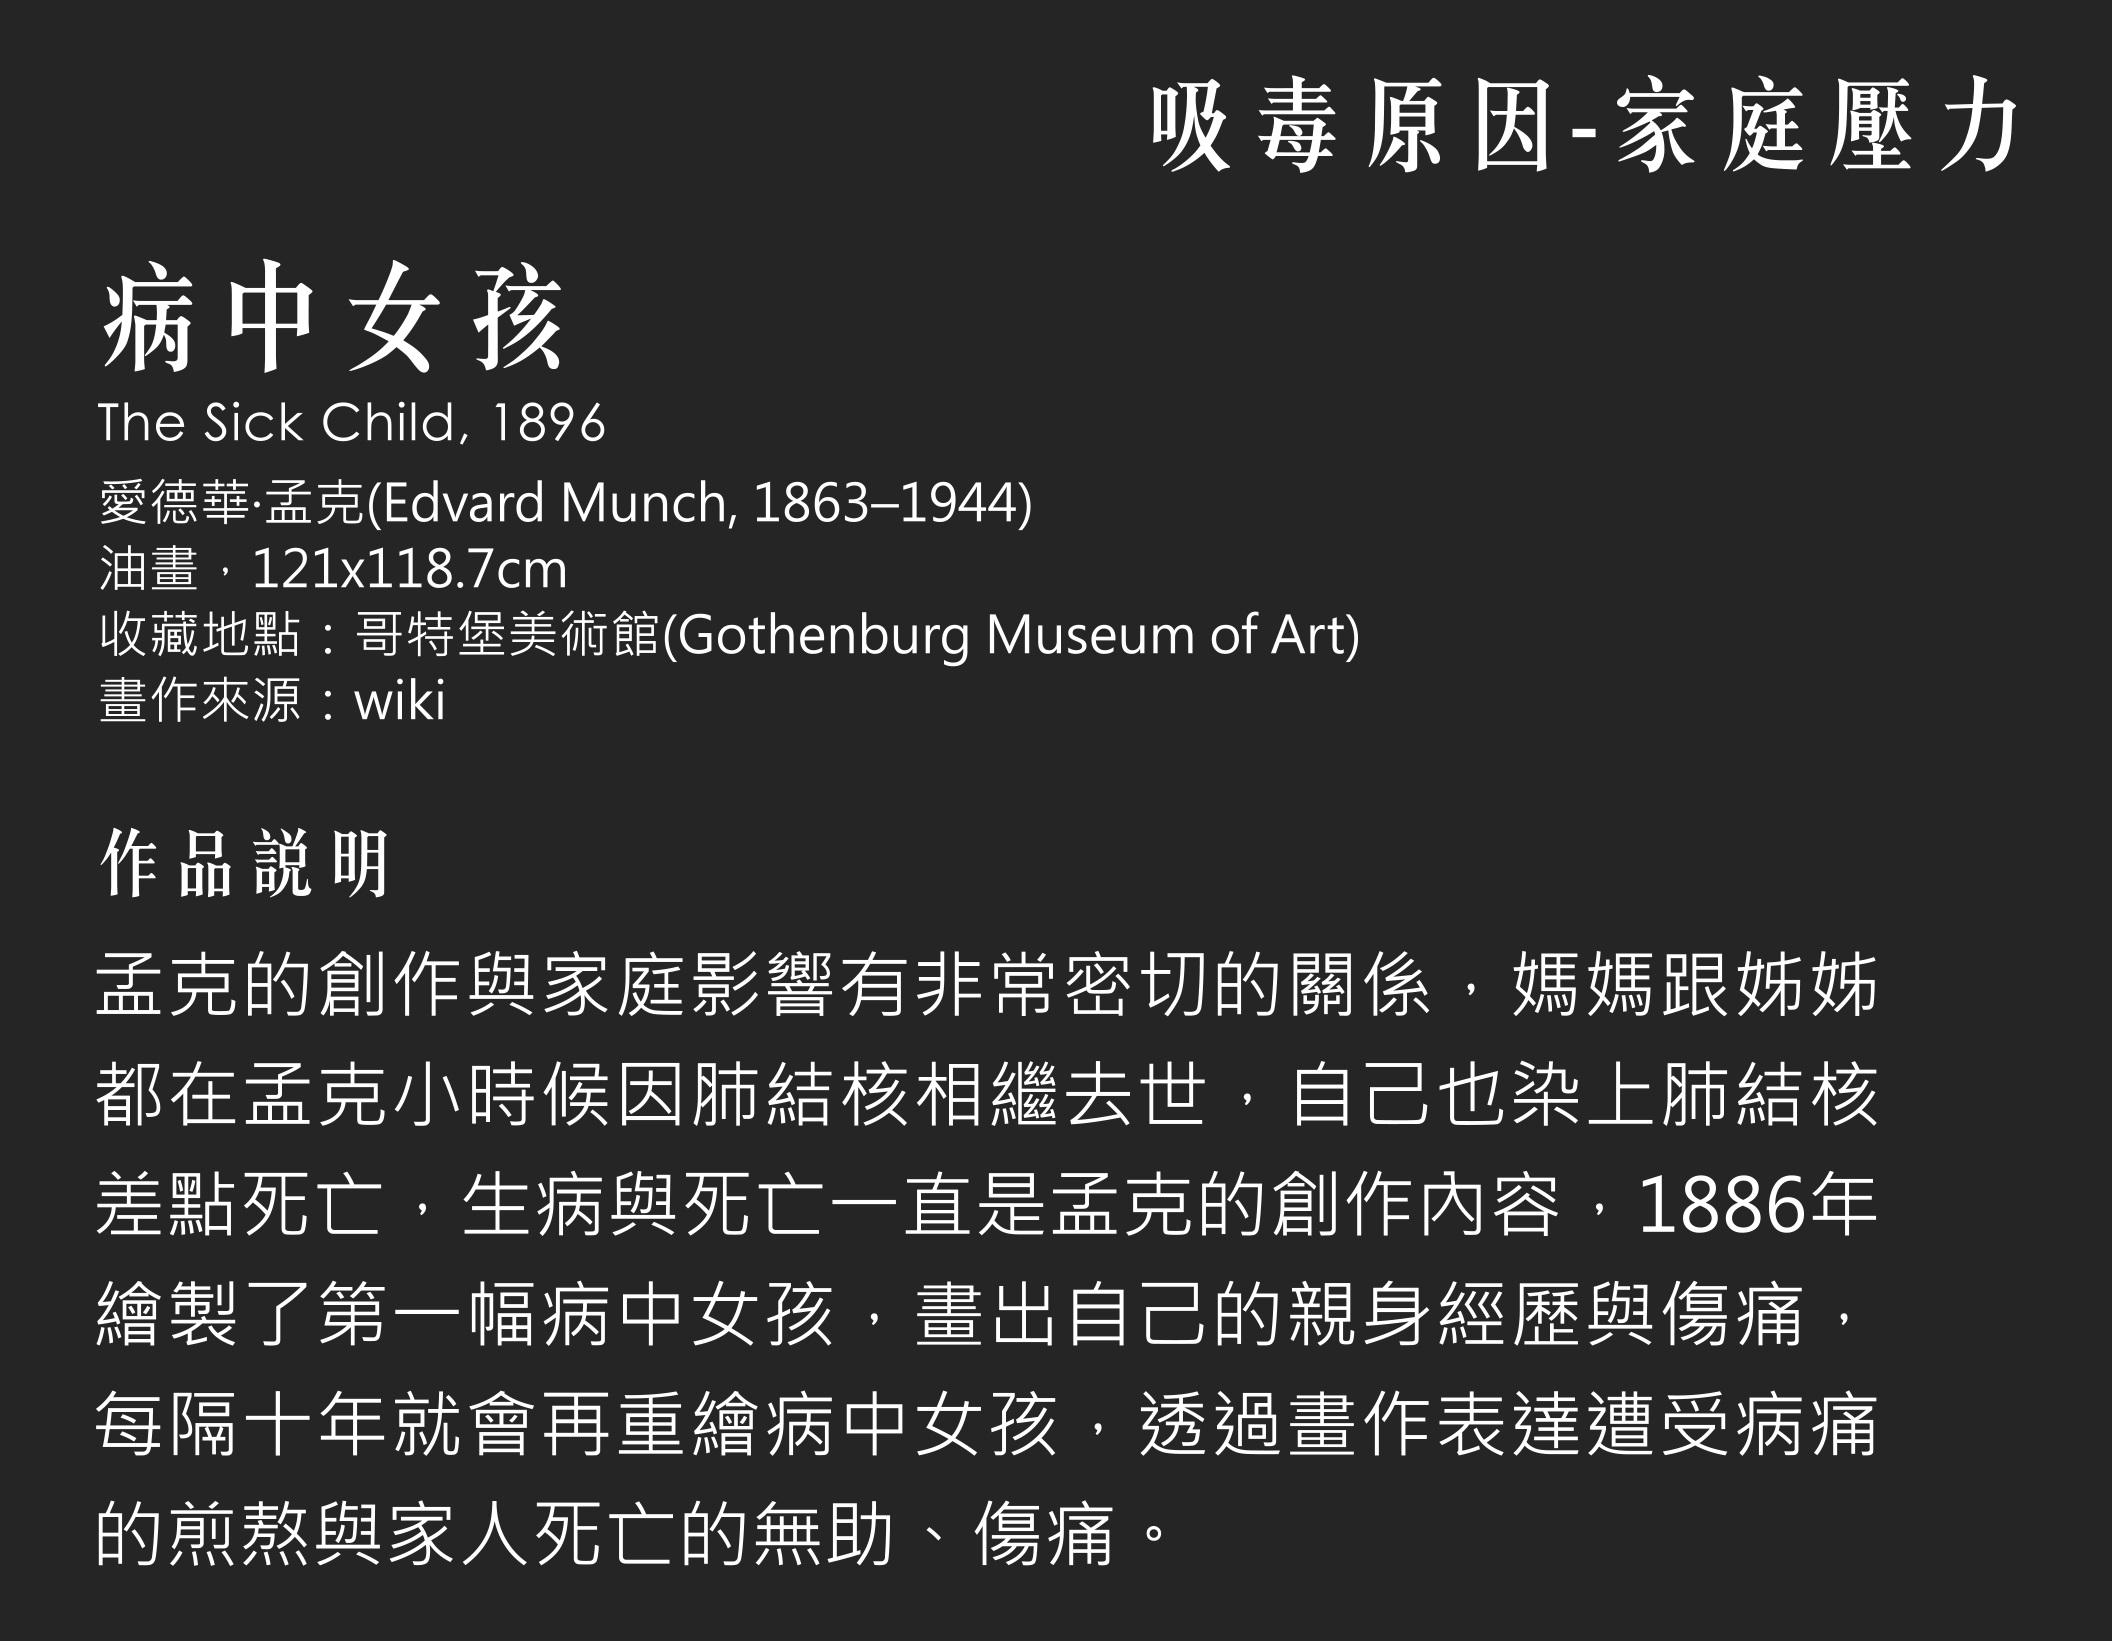 吸毒原因-家庭壓力
病中女孩
The Sick Child, 1896
愛德華·孟克(Edvard Munch, 1863–1944)
油畫，121x118.7cm
收藏地點：哥特堡美術館(Gothenburg Museum of Art)
畫作來源：wiki
作品說明
孟克的創作與家庭影響有非常密切的關係，媽媽跟姊姊
都在孟克小時候因肺結核相繼去世，自己也染上肺結核
差點死亡，生病與死亡一直是孟克的創作內容，1886年
繪製了第一幅病中女孩，畫出自己的親身經歷與傷痛，
每隔十年就會再重繪病中女孩，透過畫作表達遭受病痛
的煎熬與家人死亡的無助、傷痛。